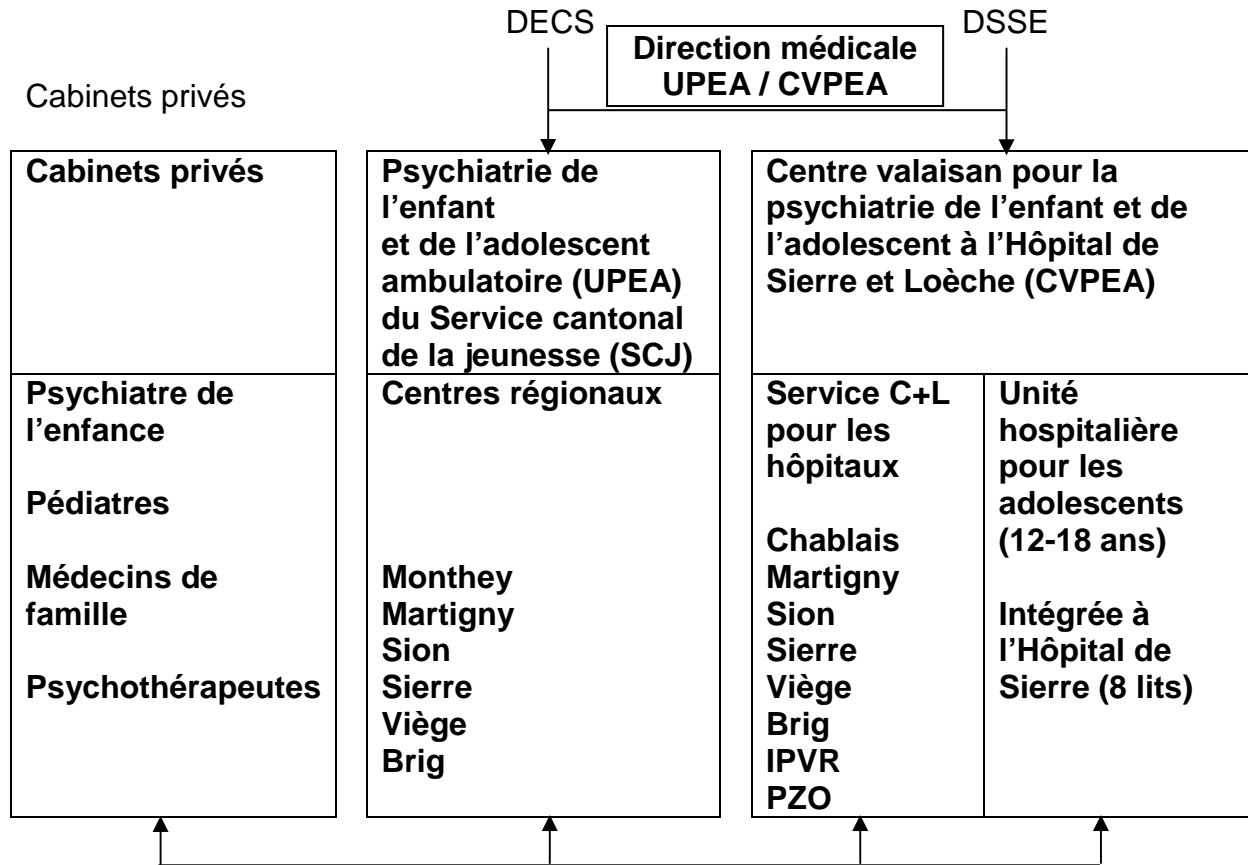 DECS
DSSE
Direction médicale
UPEA / CVPEA
Cabinets privés
Cabinets privés
Psychiatrie de
l’enfant
et de l’adolescent
ambulatoire (UPEA)
du Service cantonal
de la jeunesse (SCJ)
Centre valaisan pour la
psychiatrie de l’enfant et de
l’adolescent à l’Hôpital de
Sierre et Loèche (CVPEA)
Psychiatre de
l’enfance
Pédiatres
Médecins de
famille
Psychothérapeutes
Centres régionaux
Monthey
Martigny
Sion
Sierre
Viège
Brig
Service C+L
pour les
hôpitaux
Chablais
Martigny
Sion
Sierre
Viège
Brig
IPVR
PZO
Unité
hospitalière
pour les
adolescents
(12-18 ans)
Intégrée à
l’Hôpital de
Sierre (8 lits)